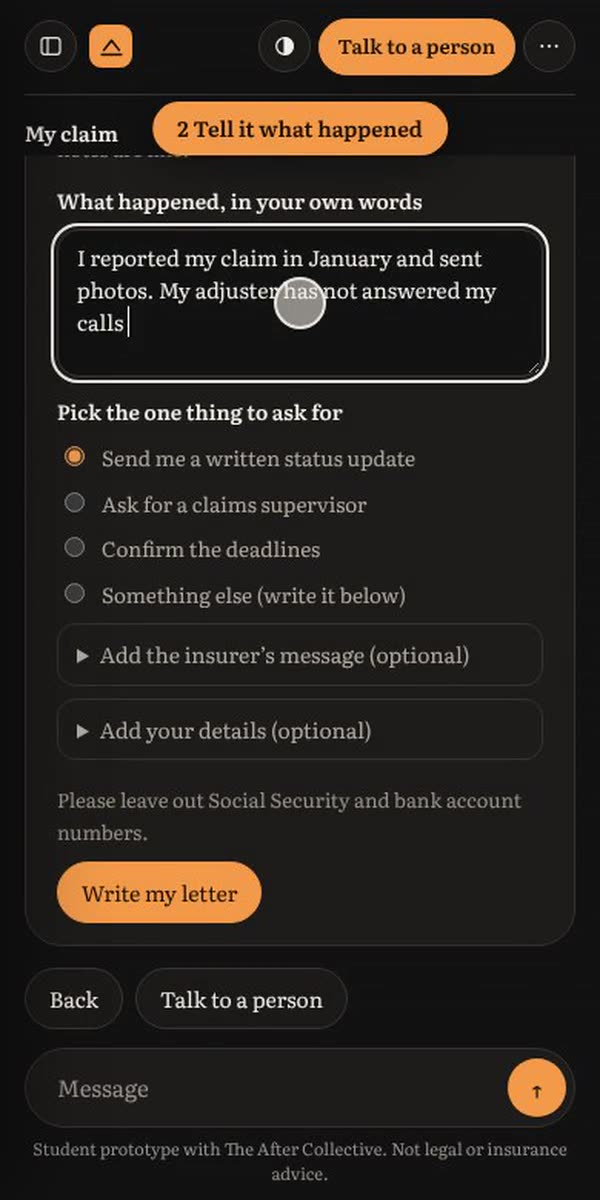 Talk to a person
2 Tell it what happened
My claim
What happened, in your own words
I reported my claim in January and sent
photos. My adjuster has not answered my
calls
Pick the one thing to ask for
Send me a written status update
Ask for a claims supervisor
Confirm the deadlines
Something else (write it below)
Add the insurer’s message (optional)
Add your details (optional)
Please leave out Social Security and bank account
numbers.
Write my letter
Back
Talk to a person
Message
Student prototype with The After Collective. Not legal or insurance
advice.